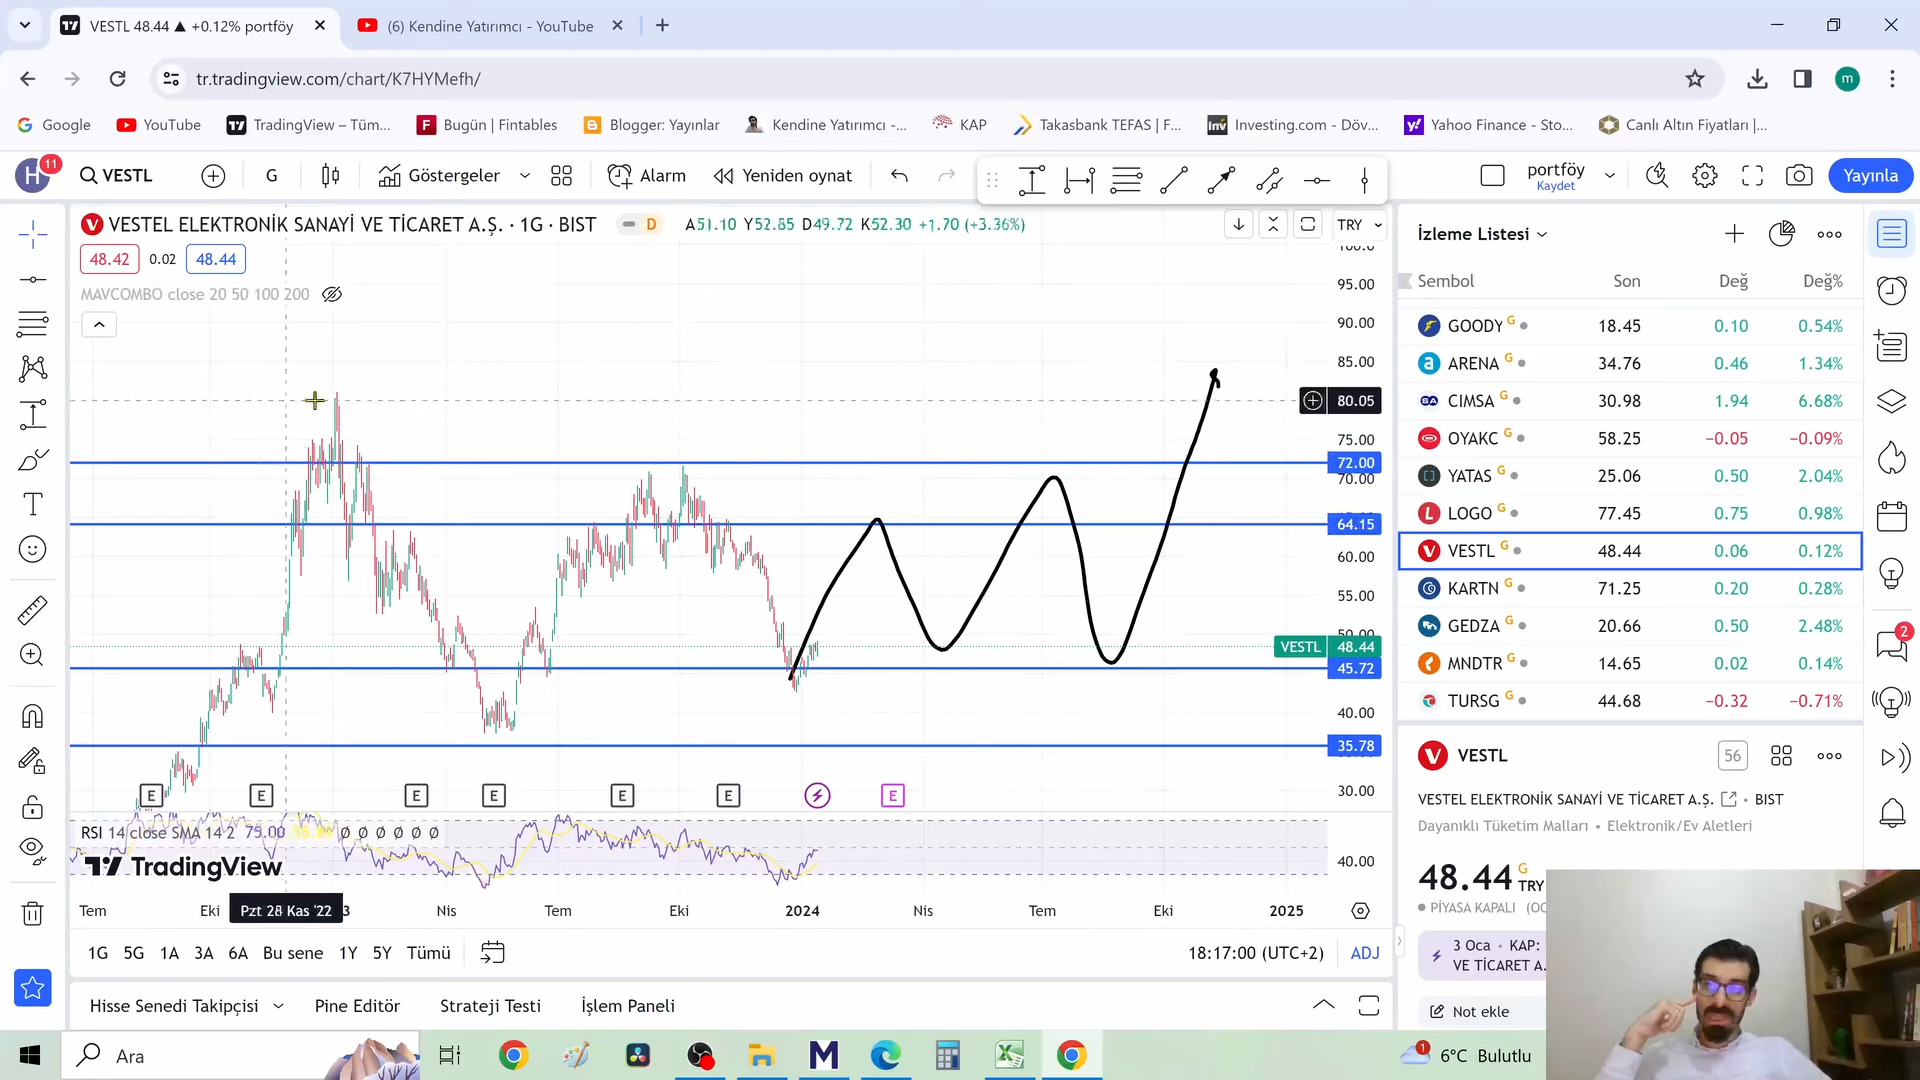 VESTL 48.44 ▲ +0.12% portföy
(6) Kendine Yatırımcı - YouTube
tr.tradingview.com/chart/K7HYMefh/
m
Google
YouTube
TradingView – Tüm...
Bugün | Fintables
Blogger: Yayınlar
Kendine Yatırımcı -...
KAP
Takasbank TEFAS | F...
Investing.com - Döv...
Yahoo Finance - Sto...
Canlı Altın Fiyatları |...
H 11
VESTL
G
Göstergeler
Alarm
Yeniden oynat
portföy
Kaydet
Yayınla
VESTEL ELEKTRONİK SANAYİ VE TİCARET A.Ş. · 1G · BIST
D
A51.10 Y52.85 D49.72 K52.30 +1.70 (+3.36%)
TRY
48.42 0.02 48.44
MAVCOMBO close 20 50 100 200
95.00
90.00
85.00
80.05
75.00
72.00
70.00
64.15
60.00
55.00
50.00
VESTL 48.44
45.72
40.00
35.78
30.00
E E E E E E E
RSI 14 close SMA 14 2 75.00 Ø Ø Ø Ø Ø Ø
40.00
TradingView
Tem Eki Pzt 28 Kas '22 3 Nis Tem Eki 2024 Nis Tem Eki 2025
1G 5G 1A 3A 6A Bu sene 1Y 5Y Tümü
18:17:00 (UTC+2) ADJ
Hisse Senedi Takipçisi
Pine Editör
Strateji Testi
İşlem Paneli
İzleme Listesi
Sembol Son Değ Değ%
GOODY G 18.45 0.10 0.54%
ARENA G 34.76 0.46 1.34%
CIMSA G 30.98 1.94 6.68%
OYAKC G 58.25 −0.05 −0.09%
YATAS G 25.06 0.50 2.04%
LOGO G 77.45 0.75 0.98%
VESTL G 48.44 0.06 0.12%
KARTN G 71.25 0.20 0.28%
GEDZA G 20.66 0.50 2.48%
MNDTR G 14.65 0.02 0.14%
TURSG G 44.68 −0.32 −0.71%
2
VESTL
56
VESTEL ELEKTRONİK SANAYİ VE TİCARET A.Ş. • BIST
Dayanıklı Tüketim Malları • Elektronik/Ev Aletleri
48.44 G TRY
PİYASA KAPALI
3 Oca • KAP:
VE TİCARET A.
Not ekle
Ara
1
6°C Bulutlu